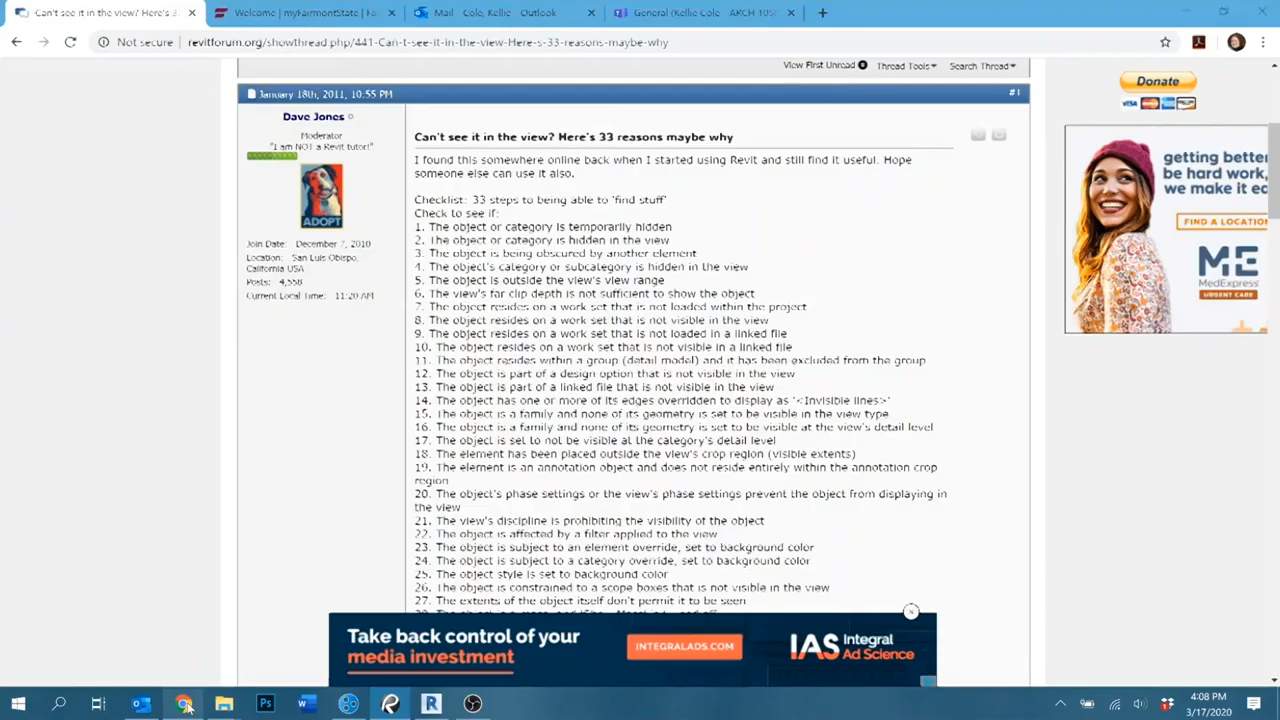 Can't see it in the view? Here's 3
Welcome | myFairmontState | Fa
Mail - Cole, Kellie - Outlook
General (Kellie Cole - ARCH 105
Not secure
revitforum.org/showthread.php/441-Can-t-see-it-in-the-view-Here-s-33-reasons-maybe-why
View First Unread
Thread Tools
Search Thread
January 18th, 2011, 10:55 PM
#1
Dave Jones
Moderator
"I am NOT a Revit tutor!"
ADOPT
Join Date: December 7, 2010
Location: San Luis Obispo,
California USA
Posts: 4,558
Current Local Time: 11:20 AM
Can't see it in the view? Here's 33 reasons maybe why
I found this somewhere online back when I started using Revit and still find it useful. Hope
someone else can use it also.
Checklist: 33 steps to being able to 'find stuff'
Check to see if:
1. The object or category is temporarily hidden
2. The object or category is hidden in the view
3. The object is being obscured by another element
4. The object's category or subcategory is hidden in the view
5. The object is outside the view's view range
6. The view's far clip depth is not sufficient to show the object
7. The object resides on a work set that is not loaded within the project
8. The object resides on a work set that is not visible in the view
9. The object resides on a work set that is not loaded in a linked file
10. The object resides on a work set that is not visible in a linked file
11. The object resides within a group (detail model) and it has been excluded from the group
12. The object is part of a design option that is not visible in the view
13. The object is part of a linked file that is not visible in the view
14. The object has one or more of its edges overridden to display as '<Invisible lines>'
15. The object is a family and none of its geometry is set to be visible in the view type
16. The object is a family and none of its geometry is set to be visible at the view's detail level
17. The object is set to not be visible at the category's detail level
18. The element has been placed outside the view's crop region (visible extents)
19. The element is an annotation object and does not reside entirely within the annotation crop
region
20. The object's phase settings or the view's phase settings prevent the object from displaying in
the view
21. The view's discipline is prohibiting the visibility of the object
22. The object is affected by a filter applied to the view
23. The object is subject to an element override, set to background color
24. The object is subject to a category override, set to background color
25. The object style is set to background color
26. The object is constrained to a scope boxes that is not visible in the view
27. The extents of the object itself don't permit it to be seen
Donate
VISA
getting better
be hard work,
we make it ea
FIND A LOCATION
ME
MedExpress
URGENT CARE
Take back control of your
media investment
INTEGRALADS.COM
IAS Integral
Ad Science
4:08 PM
3/17/2020